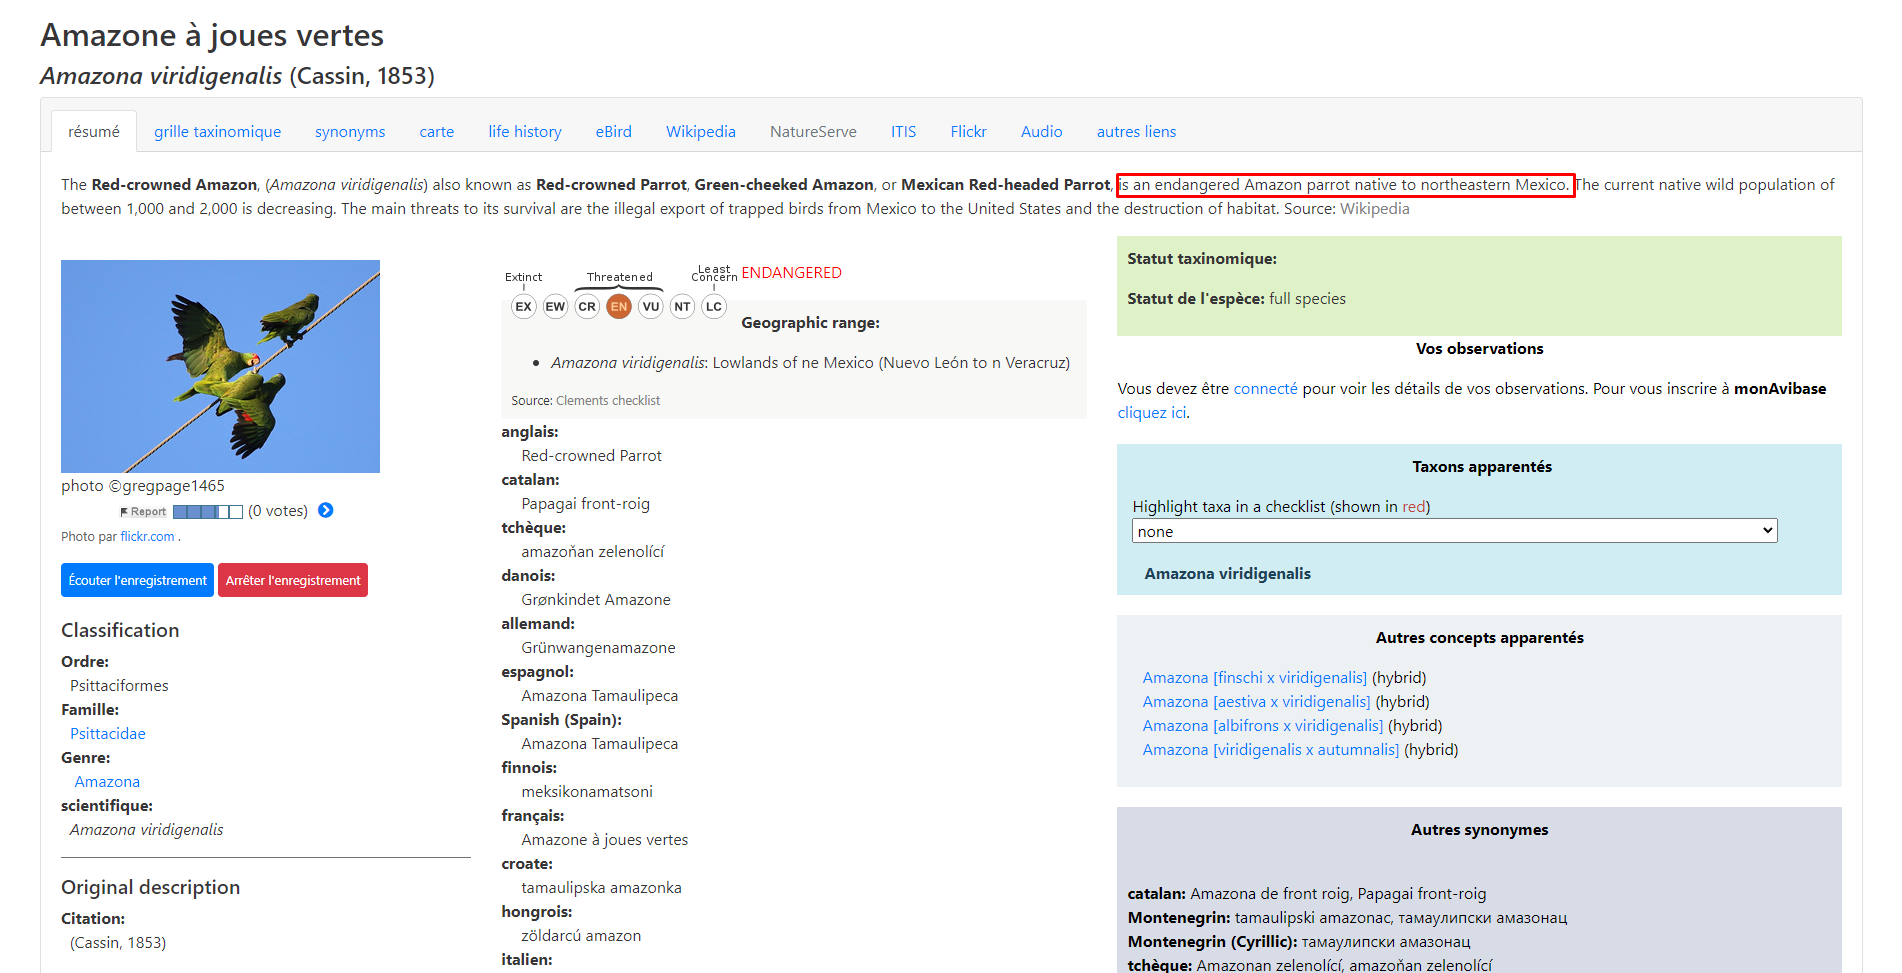 Amazone à joues vertes
Amazona viridigenalis (Cassin, 1853)
résumé grille taxinomique synonyms carte life history eBird Wikipedia NatureServe ITIS Flickr Audio autres liens
The Red-crowned Amazon, (Amazona viridigenalis) also known as Red-crowned Parrot, Green-cheeked Amazon, or Mexican Red-headed Parrot, is an endangered Amazon parrot native to northeastern Mexico. The current native wild population of
between 1,000 and 2,000 is decreasing. The main threats to its survival are the illegal export of trapped birds from Mexico to the United States and the destruction of habitat. Source: Wikipedia
photo ©gregpage1465
Report (0 votes)
Photo par flickr.com .
Écouter l'enregistrement Arrêter l'enregistrement
Classification
Ordre:
Psittaciformes
Famille:
Psittacidae
Genre:
Amazona
scientifique:
Amazona viridigenalis
Original description
Citation:
(Cassin, 1853)
Extinct Threatened Least Concern
EX EW CR EN VU NT LC
ENDANGERED
Geographic range:
Amazona viridigenalis: Lowlands of ne Mexico (Nuevo León to n Veracruz)
Source: Clements checklist
anglais:
Red-crowned Parrot
catalan:
Papagai front-roig
tchèque:
amazoňan zelenolící
danois:
Grønkindet Amazone
allemand:
Grünwangenamazone
espagnol:
Amazona Tamaulipeca
Spanish (Spain):
Amazona Tamaulipeca
finnois:
meksikonamatsoni
français:
Amazone à joues vertes
croate:
tamaulipska amazonka
hongrois:
zöldarcú amazon
italien:
Statut taxinomique:
Statut de l'espèce: full species
Vos observations
Vous devez être connecté pour voir les détails de vos observations. Pour vous inscrire à monAvibase
cliquez ici.
Taxons apparentés
Highlight taxa in a checklist (shown in red)
none
Amazona viridigenalis
Autres concepts apparentés
Amazona [finschi x viridigenalis] (hybrid)
Amazona [aestiva x viridigenalis] (hybrid)
Amazona [albifrons x viridigenalis] (hybrid)
Amazona [viridigenalis x autumnalis] (hybrid)
Autres synonymes
catalan: Amazona de front roig, Papagai front-roig
Montenegrin: tamaulipski amazonac, тамаулипски амазонац
Montenegrin (Cyrillic): тамаулипски амазонац
tchèque: Amazonan zelenolící, amazoňan zelenolící